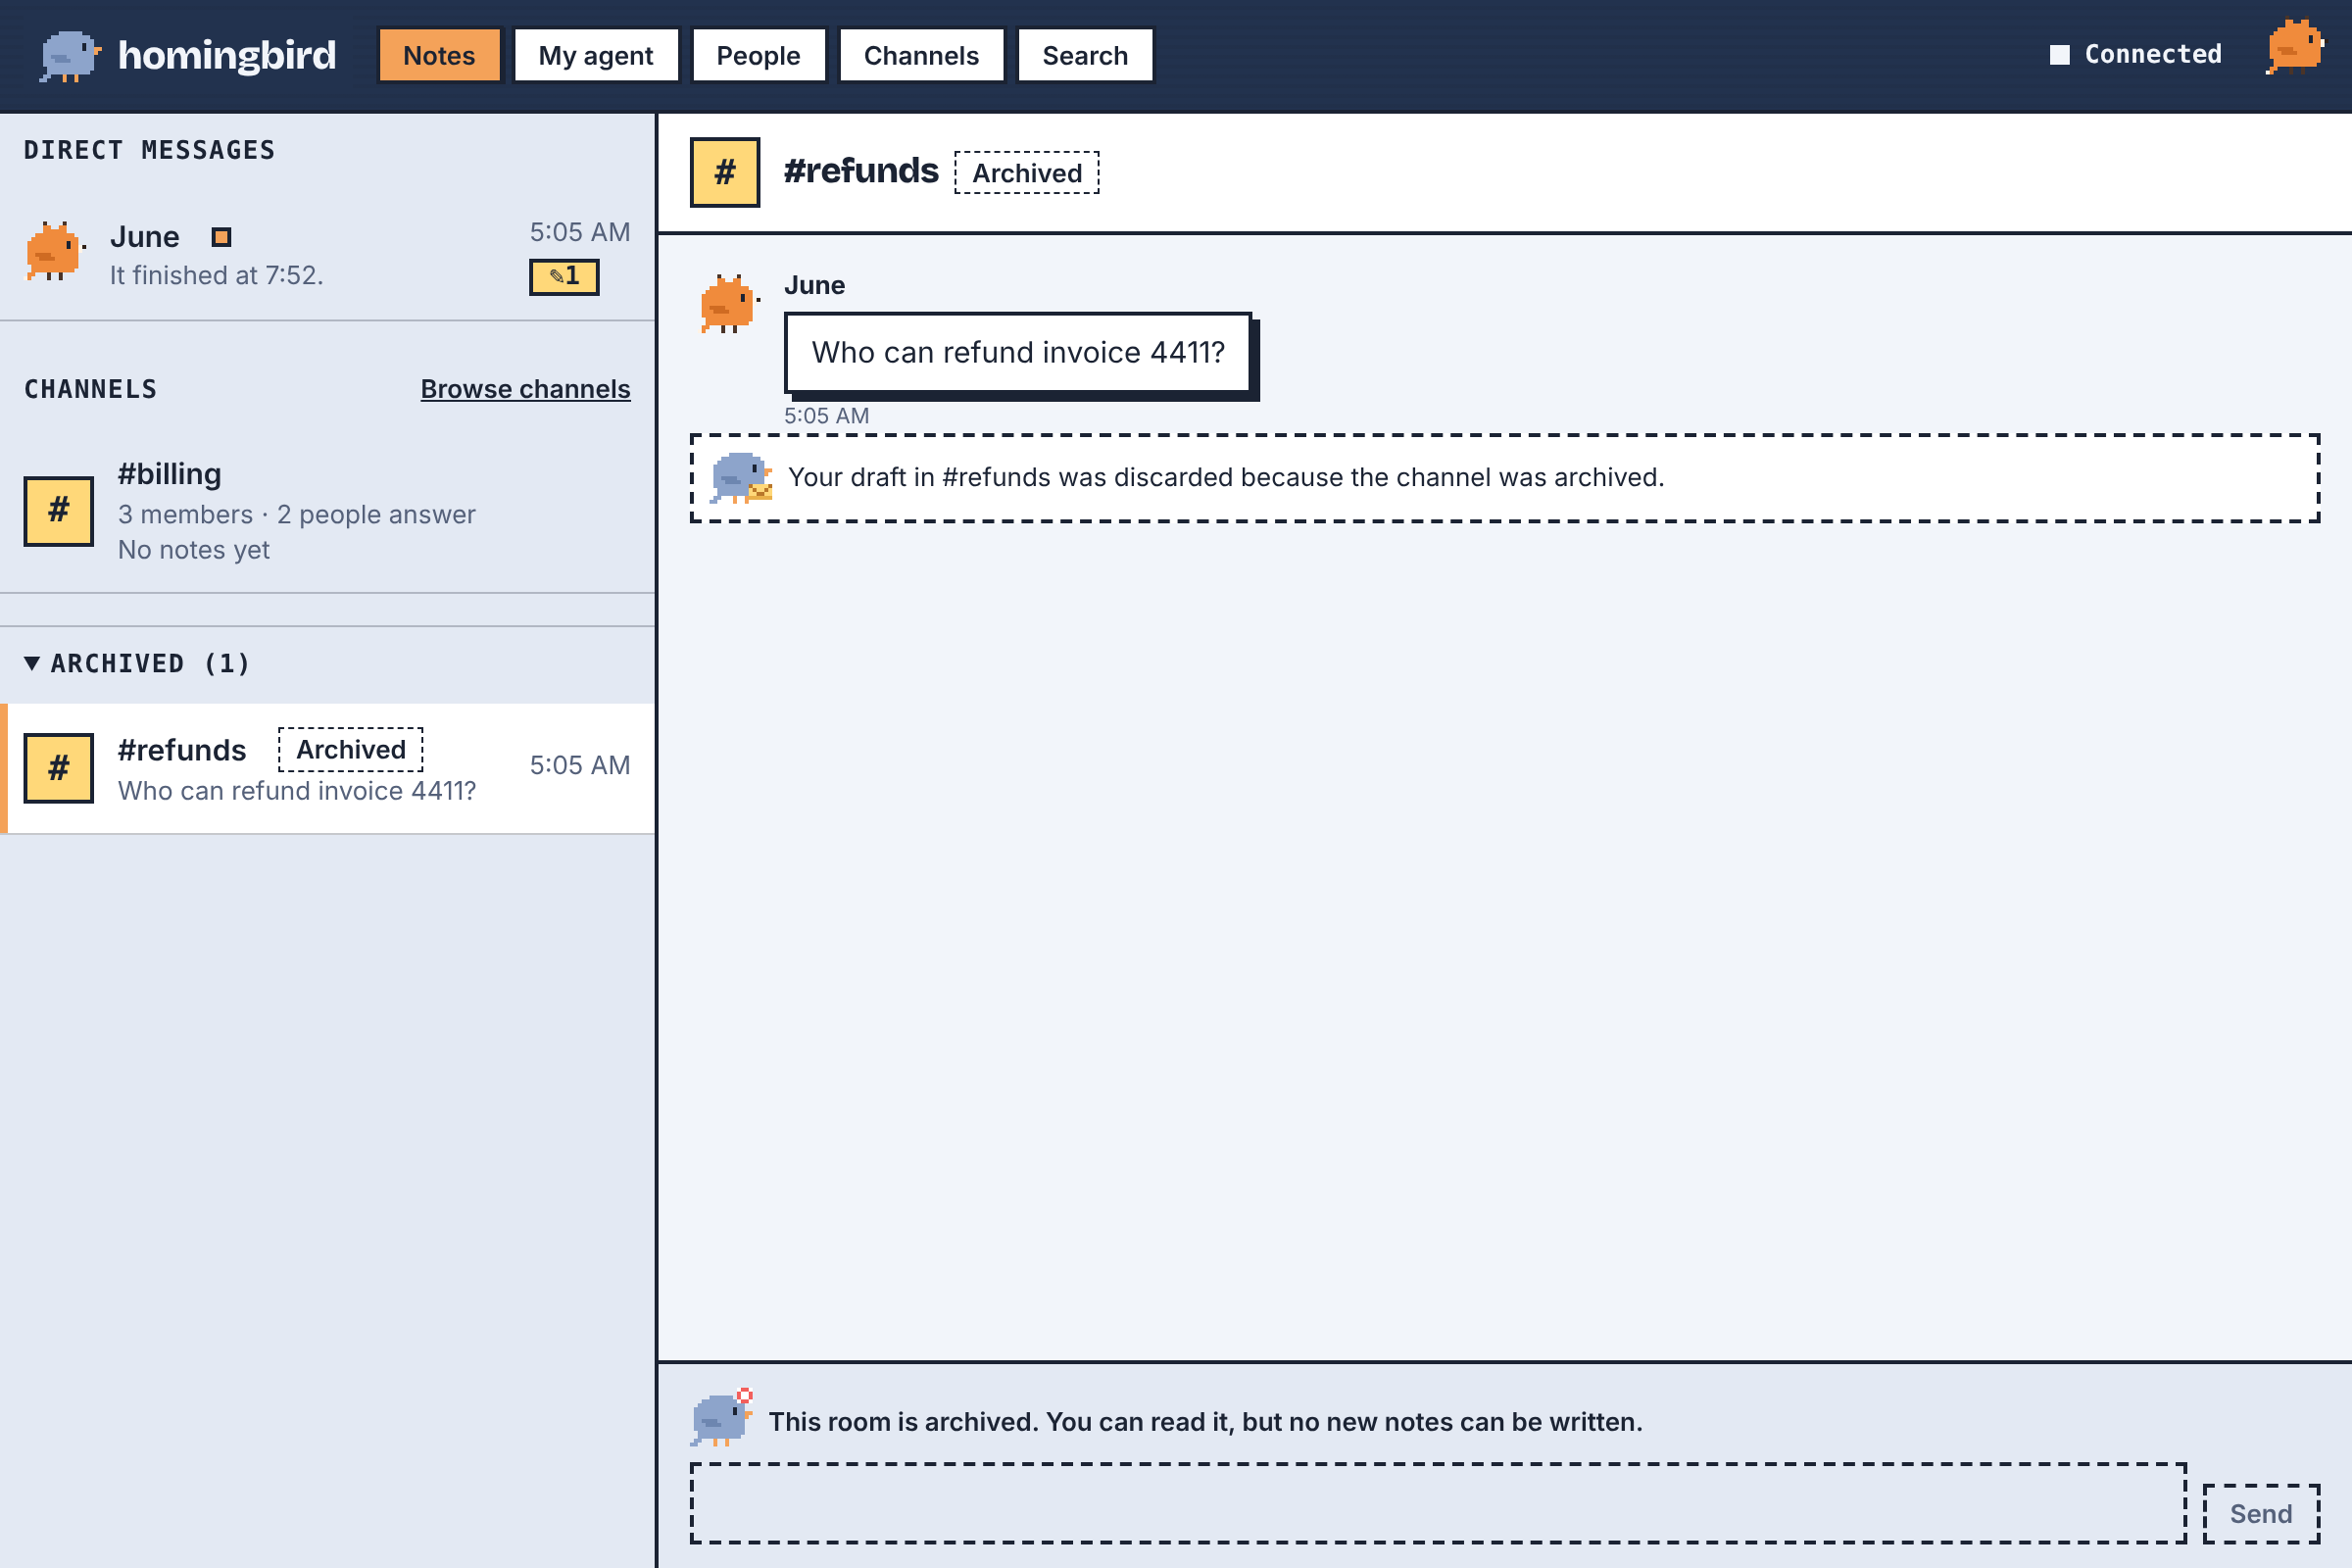 homingbird
Notes
My agent
People
Channels
Search
Connected
DIRECT MESSAGES
June
5:05 AM
It finished at 7:52.
✎1
CHANNELS
Browse channels
#
#billing
3 members · 2 people answer
No notes yet
▼ ARCHIVED (1)
#
#refunds
Archived
5:05 AM
Who can refund invoice 4411?
#
#refunds
Archived
June
Who can refund invoice 4411?
5:05 AM
Your draft in #refunds was discarded because the channel was archived.
This room is archived. You can read it, but no new notes can be written.
Send